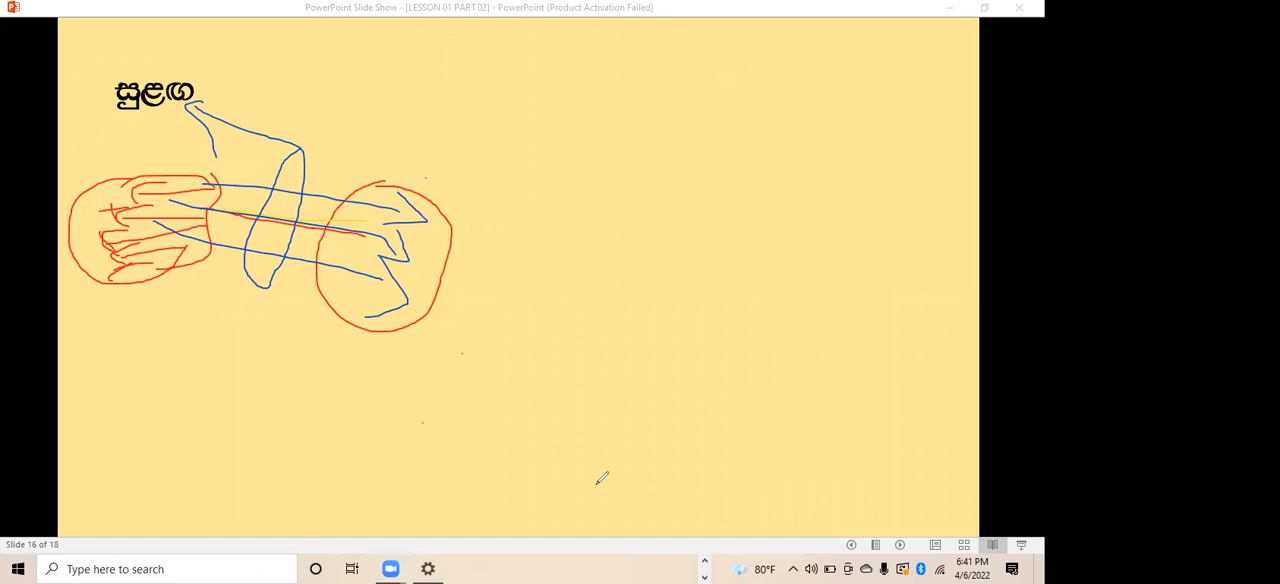 PowerPoint Slide Show - [LESSON 01 PART 02] - PowerPoint (Product Activation Failed)
සුළඟ
Slide 16 of 18
Type here to search
80°F
6:41 PM
4/6/2022